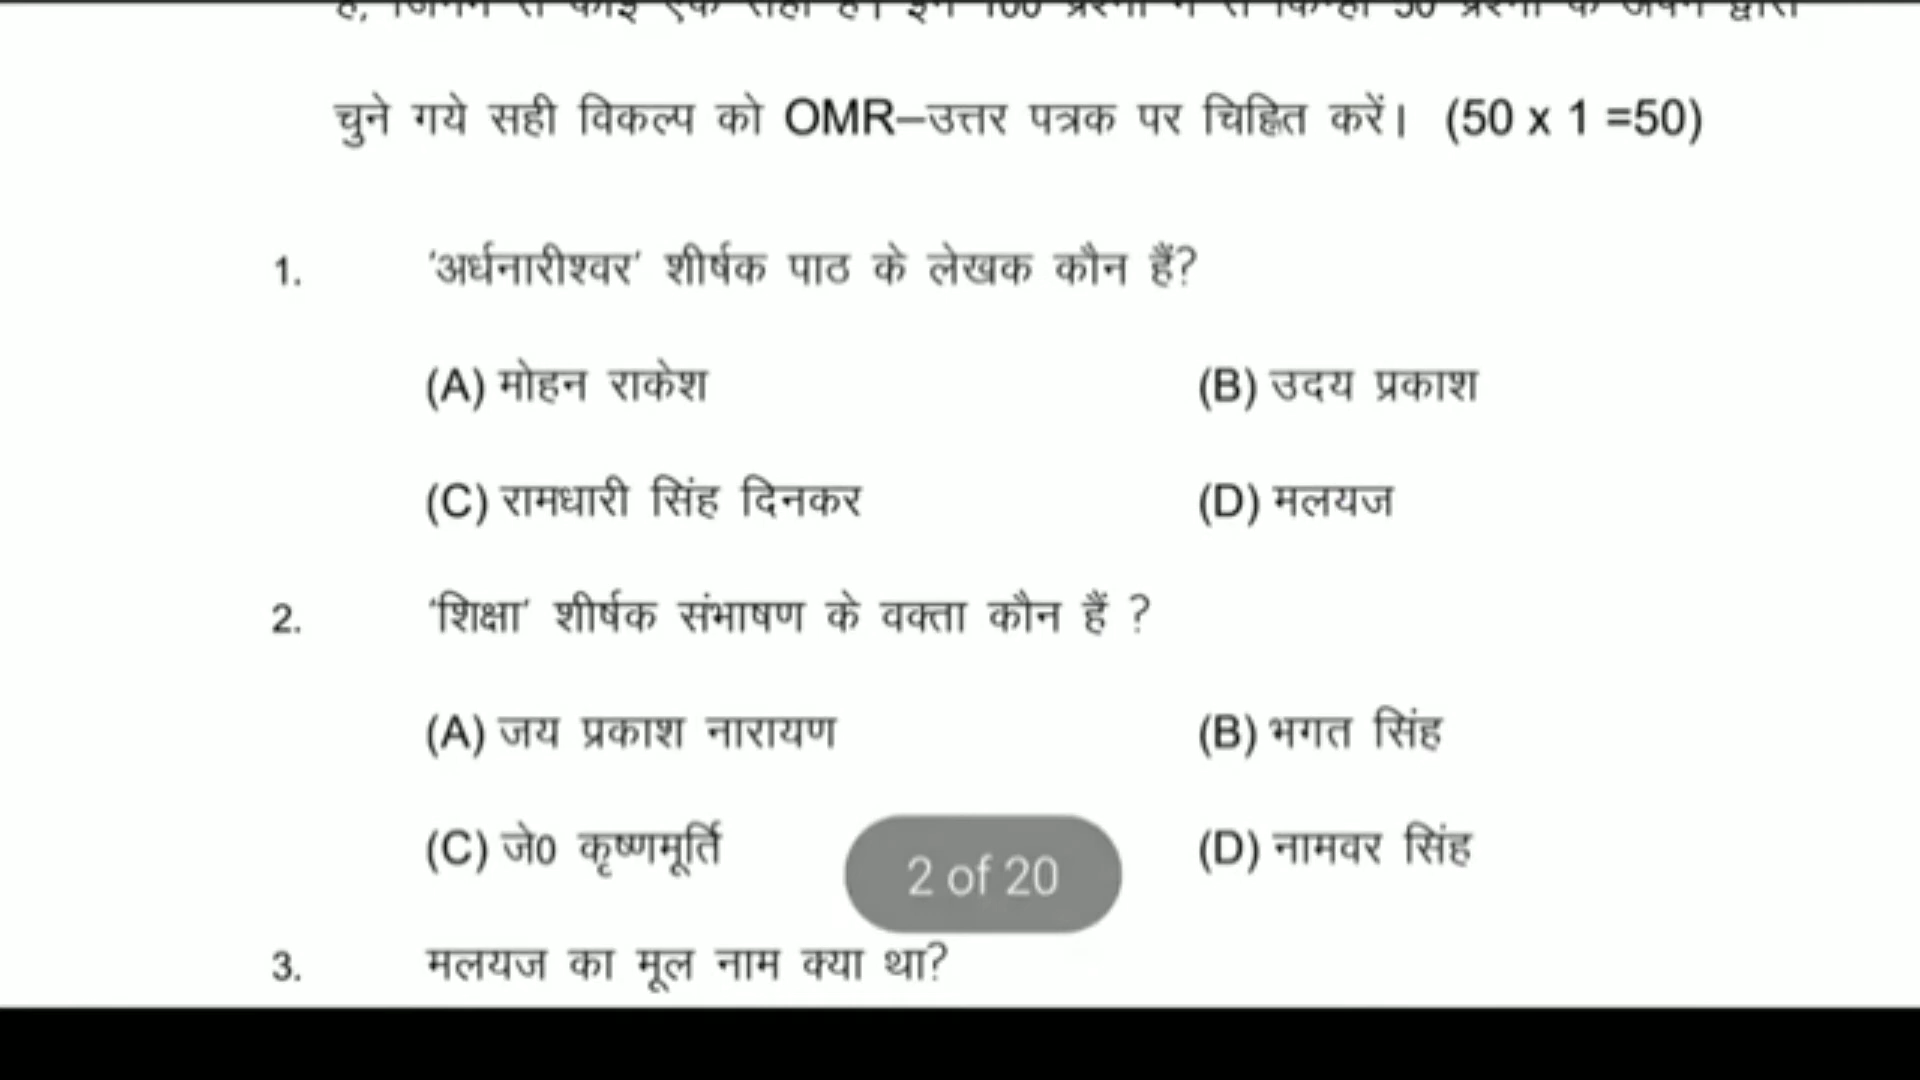 चुने गये सही विकल्प को OMR–उत्तर पत्रक पर चिह्नित करें। (50 x 1 =50)
1. 'अर्धनारीश्वर' शीर्षक पाठ के लेखक कौन हैं?
(A) मोहन राकेश (B) उदय प्रकाश
(C) रामधारी सिंह दिनकर (D) मलयज
2. 'शिक्षा' शीर्षक संभाषण के वक्ता कौन हैं ?
(A) जय प्रकाश नारायण (B) भगत सिंह
(C) जे0 कृष्णमूर्ति (D) नामवर सिंह
2 of 20
3. मलयज का मूल नाम क्या था?